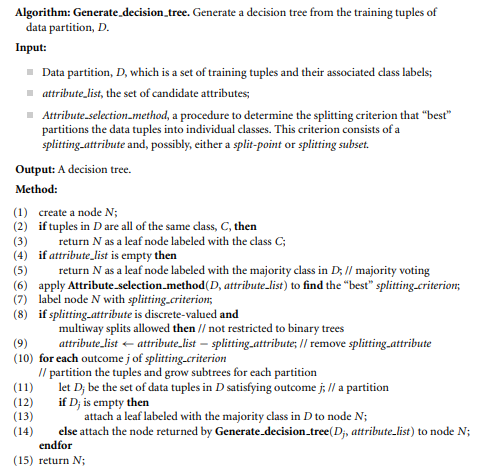 Algorithm: Generate_decision_tree. Generate a decision tree from the training tuples of
data partition, D.
Input:
Data partition, D, which is a set of training tuples and their associated class labels;
attribute_list, the set of candidate attributes;
Attribute_selection_method, a procedure to determine the splitting criterion that “best”
partitions the data tuples into individual classes. This criterion consists of a
splitting_attribute and, possibly, either a split-point or splitting subset.
Output: A decision tree.
Method:
(1) create a node N;
(2) if tuples in D are all of the same class, C, then
(3) return N as a leaf node labeled with the class C;
(4) if attribute_list is empty then
(5) return N as a leaf node labeled with the majority class in D; // majority voting
(6) apply Attribute_selection_method(D, attribute_list) to find the “best” splitting_criterion;
(7) label node N with splitting_criterion;
(8) if splitting_attribute is discrete-valued and
multiway splits allowed then // not restricted to binary trees
(9) attribute_list ← attribute_list − splitting_attribute; // remove splitting_attribute
(10) for each outcome j of splitting_criterion
// partition the tuples and grow subtrees for each partition
(11) let Dj be the set of data tuples in D satisfying outcome j; // a partition
(12) if Dj is empty then
(13) attach a leaf labeled with the majority class in D to node N;
(14) else attach the node returned by Generate_decision_tree(Dj, attribute_list) to node N;
endfor
(15) return N;